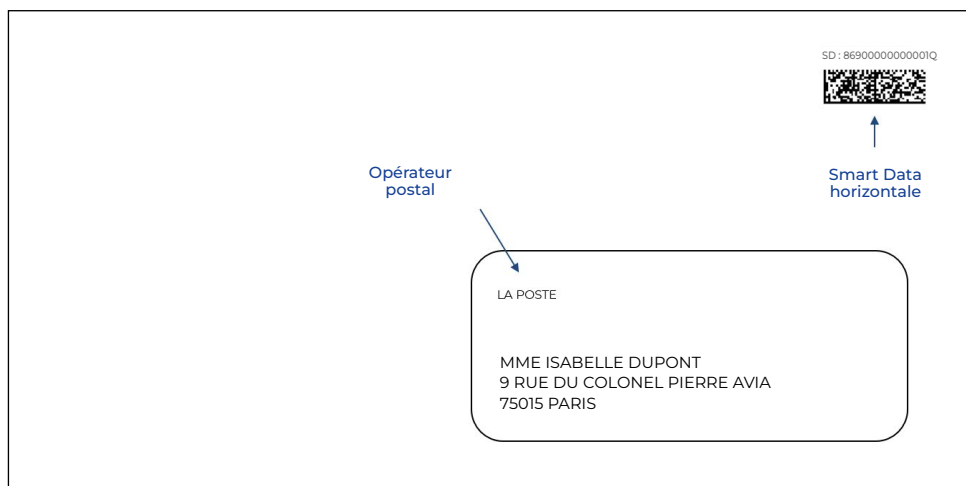 SD : 86900000000001Q
Opérateur
postal
Smart Data
horizontale
LA POSTE
MME ISABELLE DUPONT
9 RUE DU COLONEL PIERRE AVIA
75015 PARIS